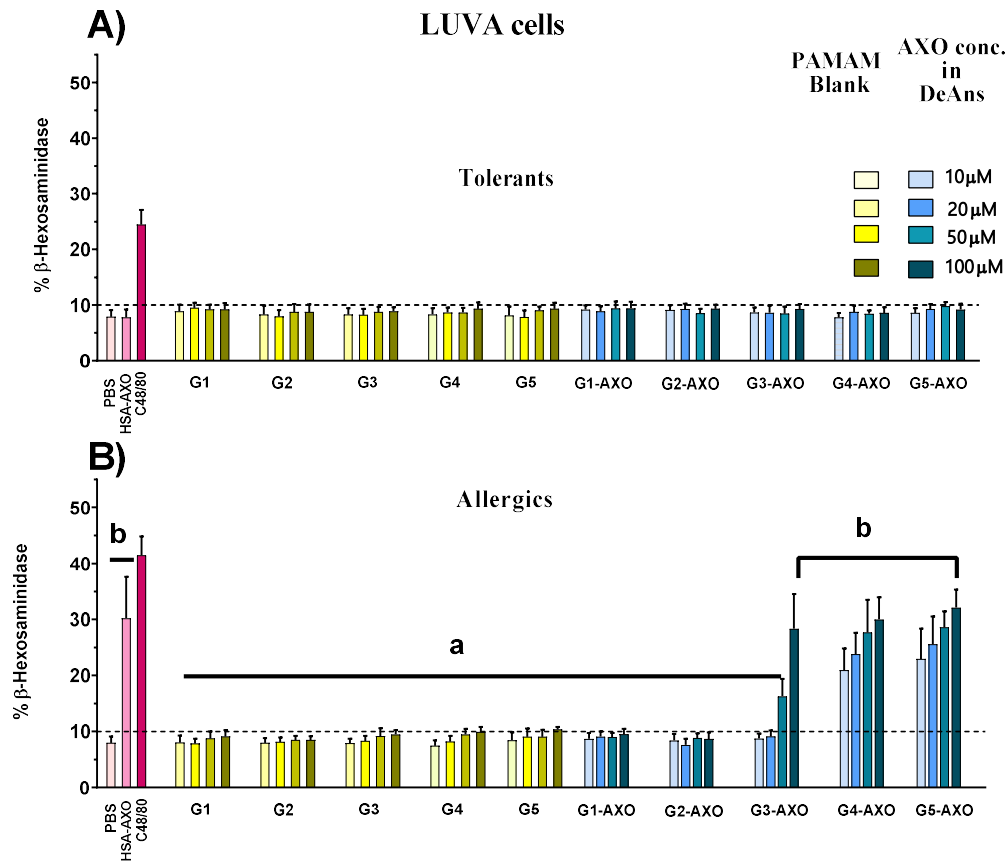 A)
LUVA cells
PAMAM
Blank
AXO conc.
in
DeAns
Tolerants
10µM
20µM
50µM
100µM
% β-Hexosaminidase
50
40
30
20
10
0
PBS
HSA-AXO
C48/80
G1
G2
G3
G4
G5
G1-AXO
G2-AXO
G3-AXO
G4-AXO
G5-AXO
B)
Allergics
b
a
b
% β-Hexosaminidase
50
40
30
20
10
0
PBS
HSA-AXO
C48/80
G1
G2
G3
G4
G5
G1-AXO
G2-AXO
G3-AXO
G4-AXO
G5-AXO